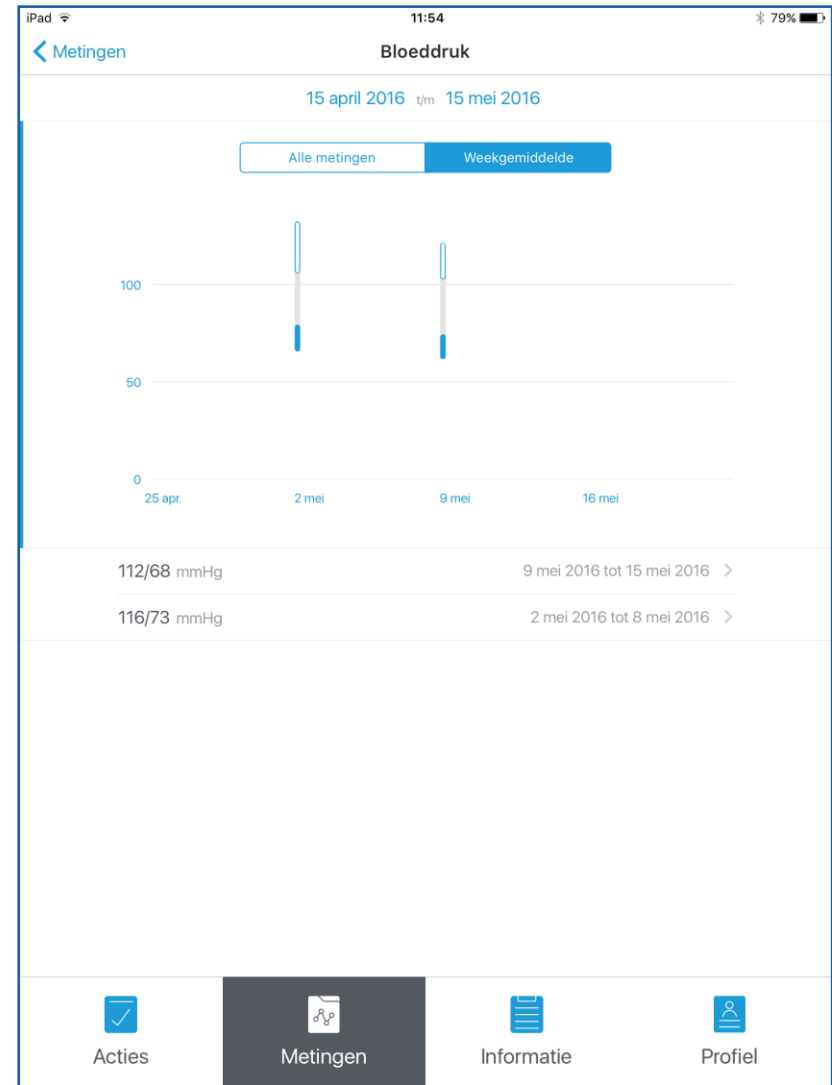 iPad 11:54 79%
Metingen Bloeddruk
15 april 2016 t/m 15 mei 2016
Alle metingen Weekgemiddelde
100
50
0
25 apr. 2 mei 9 mei 16 mei
112/68 mmHg 9 mei 2016 tot 15 mei 2016
116/73 mmHg 2 mei 2016 tot 8 mei 2016
Acties Metingen Informatie Profiel